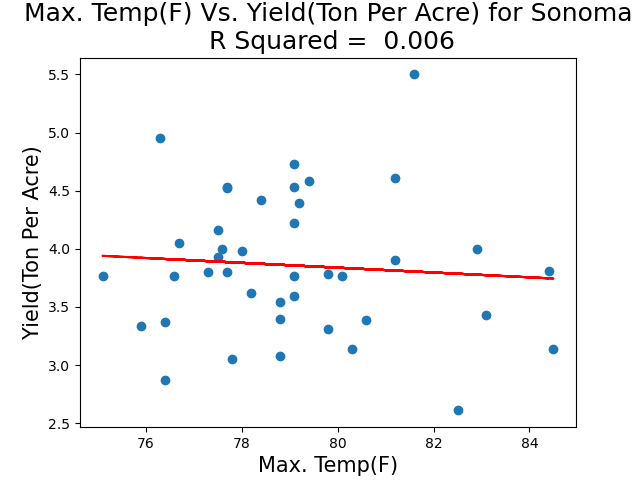 Max. Temp(F) Vs. Yield(Ton Per Acre) for Sonoma
R Squared =  0.006
5.5
5.0
4.5
4.0
3.5
3.0
2.5
Yield(Ton Per Acre)
76 78 80 82 84
Max. Temp(F)